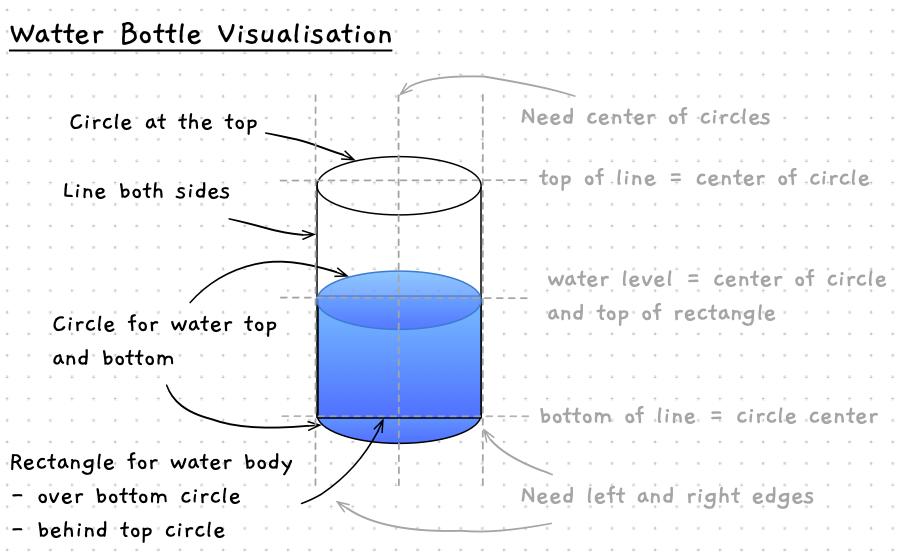 Watter Bottle Visualisation
Need center of circles
Circle at the top
top of line = center of circle
Line both sides
water level = center of circle
and top of rectangle
Circle for water top
and bottom
bottom of line = circle center
Rectangle for water body
- over bottom circle
- behind top circle
Need left and right edges